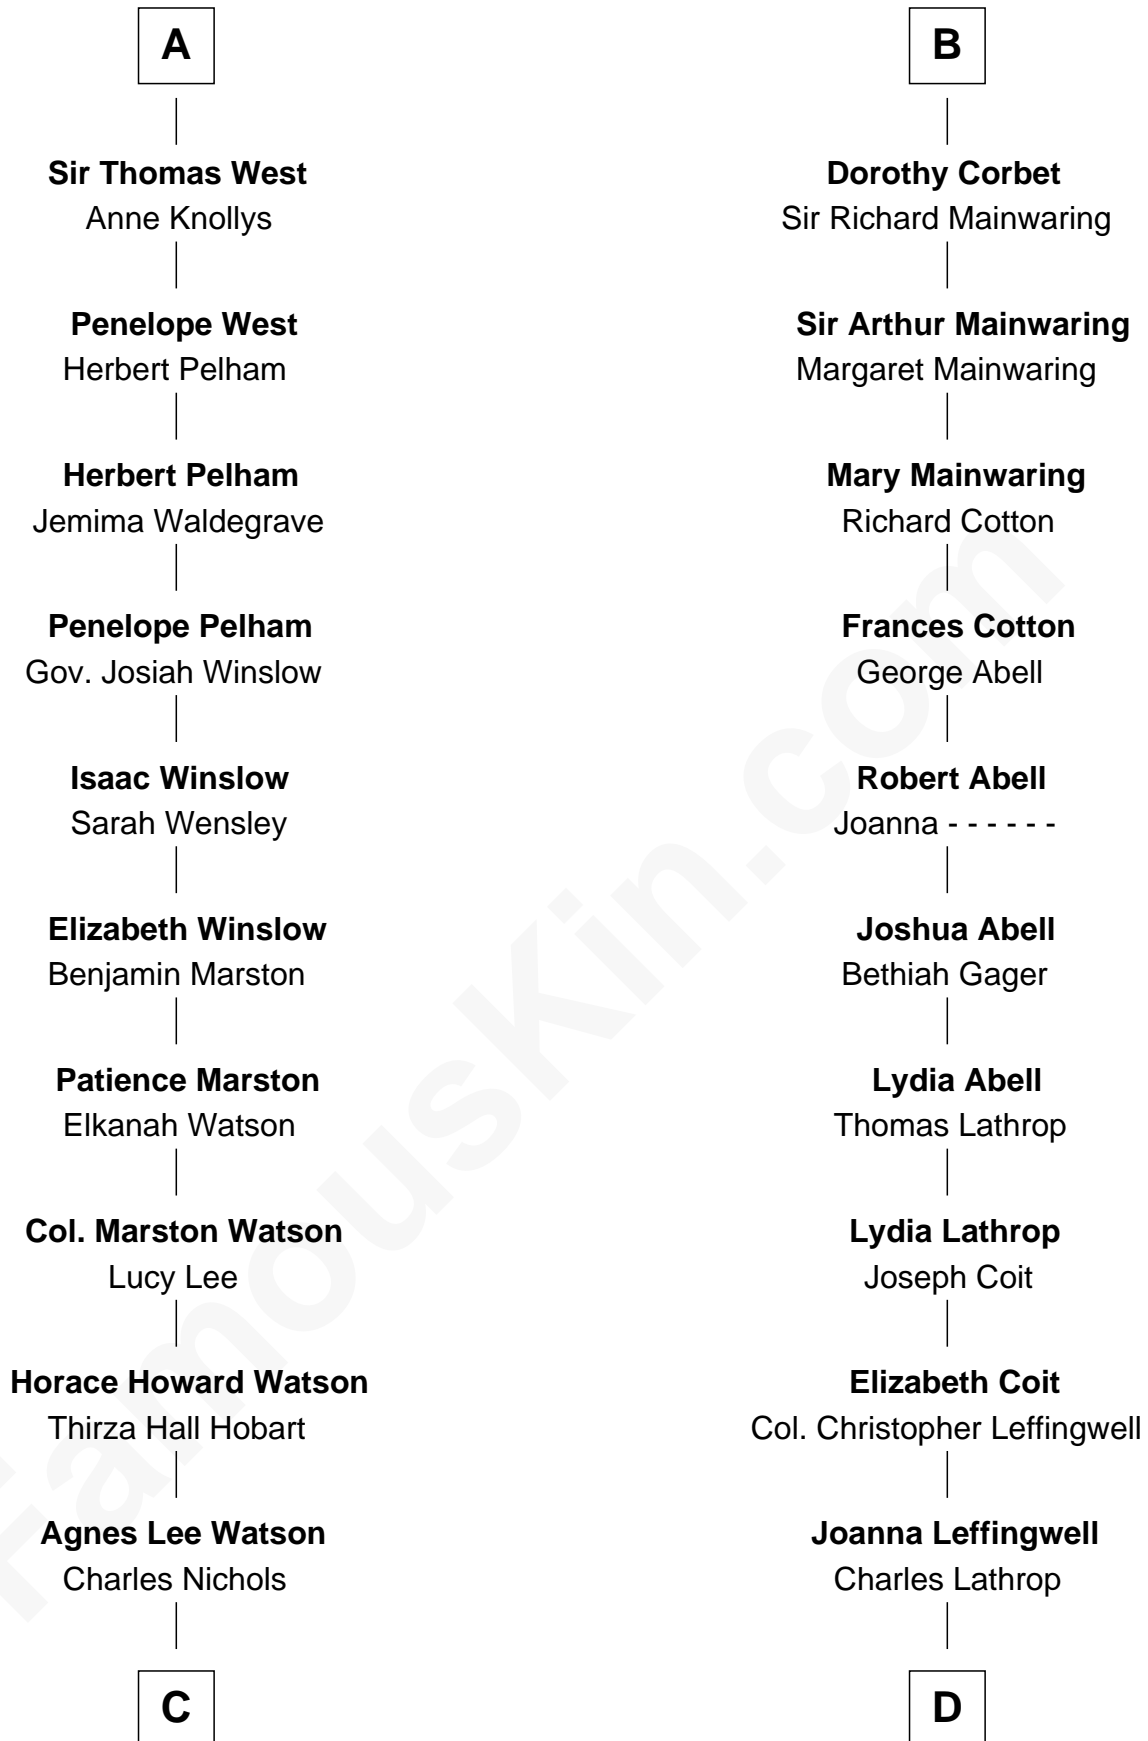 A
Sir Thomas West
Anne Knollys
Penelope West
Herbert Pelham
Herbert Pelham
Jemima Waldegrave
Penelope Pelham
Gov. Josiah Winslow
Isaac Winslow
Sarah Wensley
Elizabeth Winslow
Benjamin Marston
Patience Marston
Elkanah Watson
Col. Marston Watson
Lucy Lee
Horace Howard Watson
Thirza Hall Hobart
Agnes Lee Watson
Charles Nichols
C
B
Dorothy Corbet
Sir Richard Mainwaring
Sir Arthur Mainwaring
Margaret Mainwaring
Mary Mainwaring
Richard Cotton
Frances Cotton
George Abell
Robert Abell
Joanna - - - - - -
Joshua Abell
Bethiah Gager
Lydia Abell
Thomas Lathrop
Lydia Lathrop
Joseph Coit
Elizabeth Coit
Col. Christopher Leffingwell
Joanna Leffingwell
Charles Lathrop
D
FamousKin.com